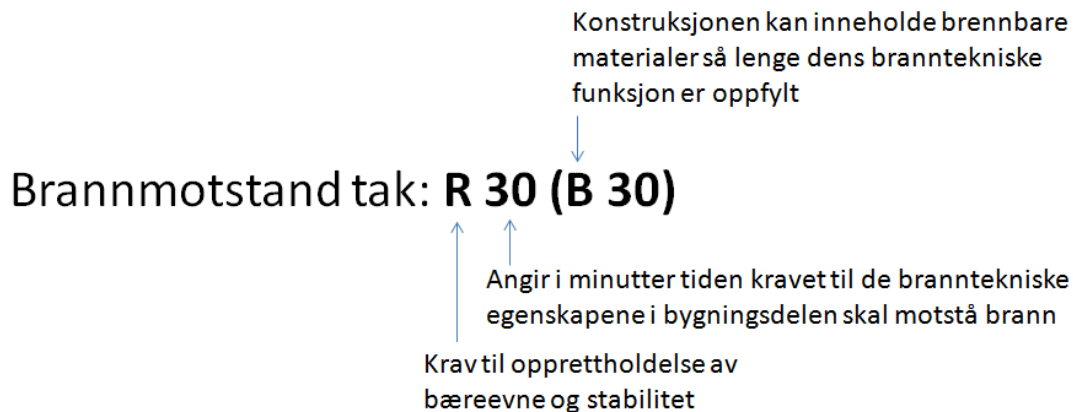 Konstruksjonen kan inneholde brennbare
materialer så lenge dens branntekniske
funksjon er oppfylt
Brannmotstand tak: R 30 (B 30)
Angir i minutter tiden kravet til de branntekniske
egenskapene i bygningsdelen skal motstå brann
Krav til opprettholdelse av
bæreevne og stabilitet